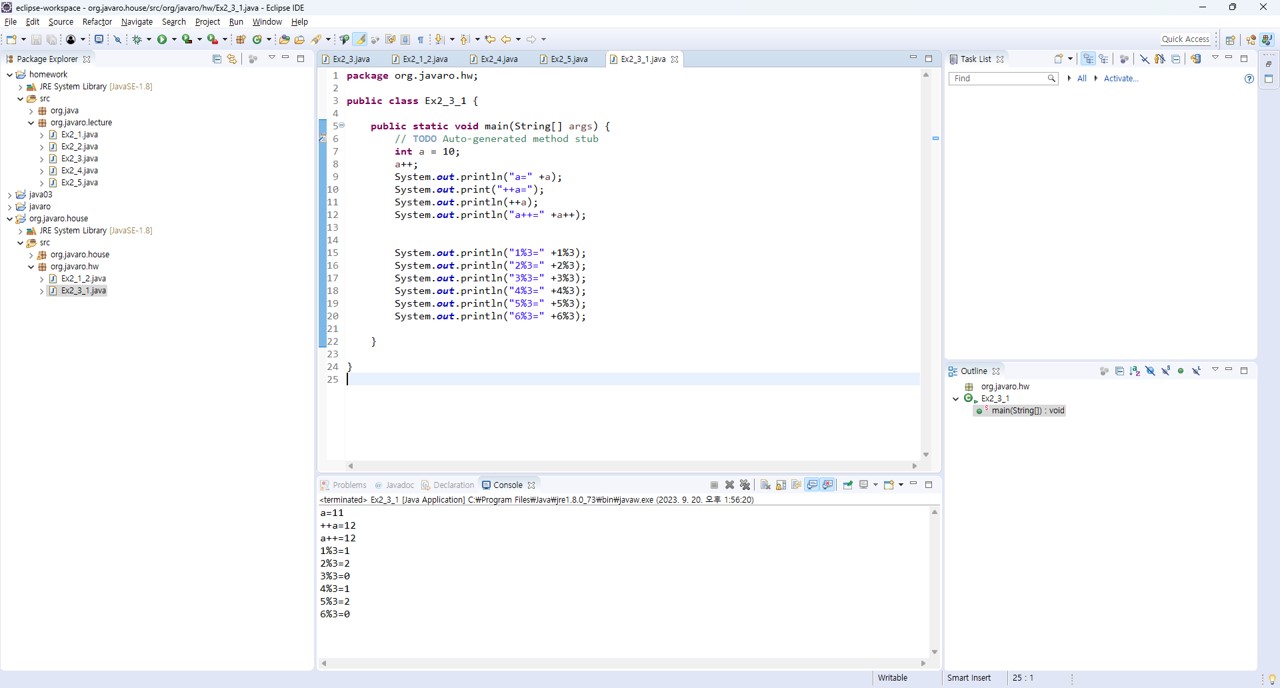 eclipse-workspace - org.javaro.house/src/org/javaro/hw/Ex2_3_1.java - Eclipse IDE
File Edit Source Refactor Navigate Search Project Run Window Help
Quick Access
Package Explorer
homework
JRE System Library [JavaSE-1.8]
src
org.java
org.javaro.lecture
Ex2_1.java
Ex2_2.java
Ex2_3.java
Ex2_4.java
Ex2_5.java
java03
javaro
org.javaro.house
JRE System Library [JavaSE-1.8]
src
org.javaro.house
org.javaro.hw
Ex2_1_2.java
Ex2_3_1.java
Ex2_3.java Ex2_1_2.java Ex2_4.java Ex2_5.java Ex2_3_1.java
1 package org.javaro.hw;
2
3 public class Ex2_3_1 {
4
5 public static void main(String[] args) {
6 // TODO Auto-generated method stub
7 int a = 10;
8 a++;
9 System.out.println("a=" +a);
10 System.out.print("++a=");
11 System.out.println(++a);
12 System.out.println("a++=" +a++);
13
14
15 System.out.println("1%3=" +1%3);
16 System.out.println("2%3=" +2%3);
17 System.out.println("3%3=" +3%3);
18 System.out.println("4%3=" +4%3);
19 System.out.println("5%3=" +5%3);
20 System.out.println("6%3=" +6%3);
21
22 }
23
24 }
25
Problems Javadoc Declaration Console
<terminated> Ex2_3_1 [Java Application] C:₩Program Files₩Java₩jre1.8.0_73₩bin₩javaw.exe (2023. 9. 20. 오후 1:56:20)
a=11
++a=12
a++=12
1%3=1
2%3=2
3%3=0
4%3=1
5%3=2
6%3=0
Task List
Find All Activate...
Outline
org.javaro.hw
Ex2_3_1
main(String[]) : void
Writable Smart Insert 25 : 1